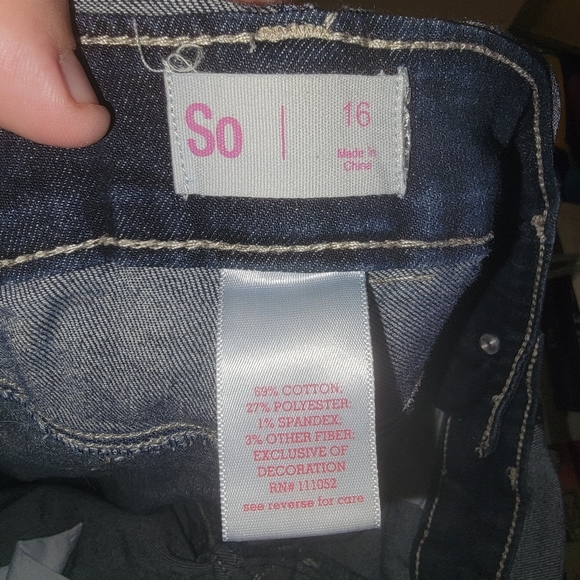 So | 16
Made in
China
69% COTTON;
27% POLYESTER;
1% SPANDEX;
3% OTHER FIBER;
EXCLUSIVE OF
DECORATION
RN# 111052
see reverse for care